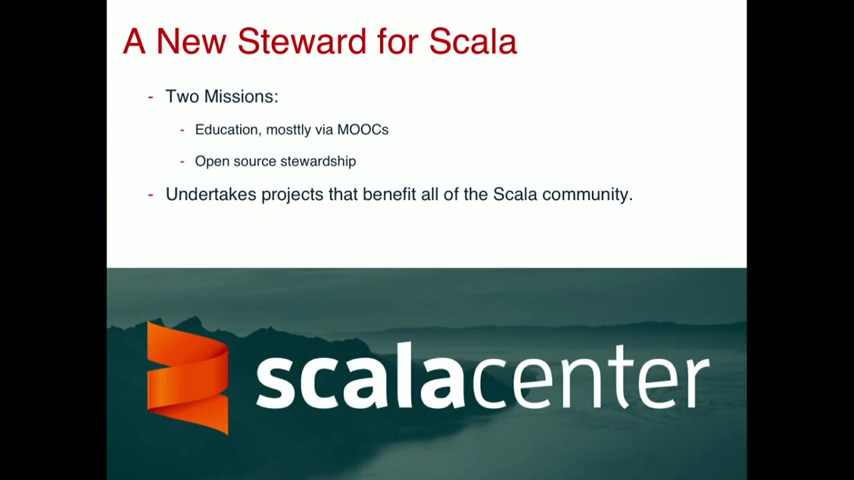 A New Steward for Scala
- Two Missions:
- Education, mosttly via MOOCs
- Open source stewardship
- Undertakes projects that benefit all of the Scala community.
scalacenter